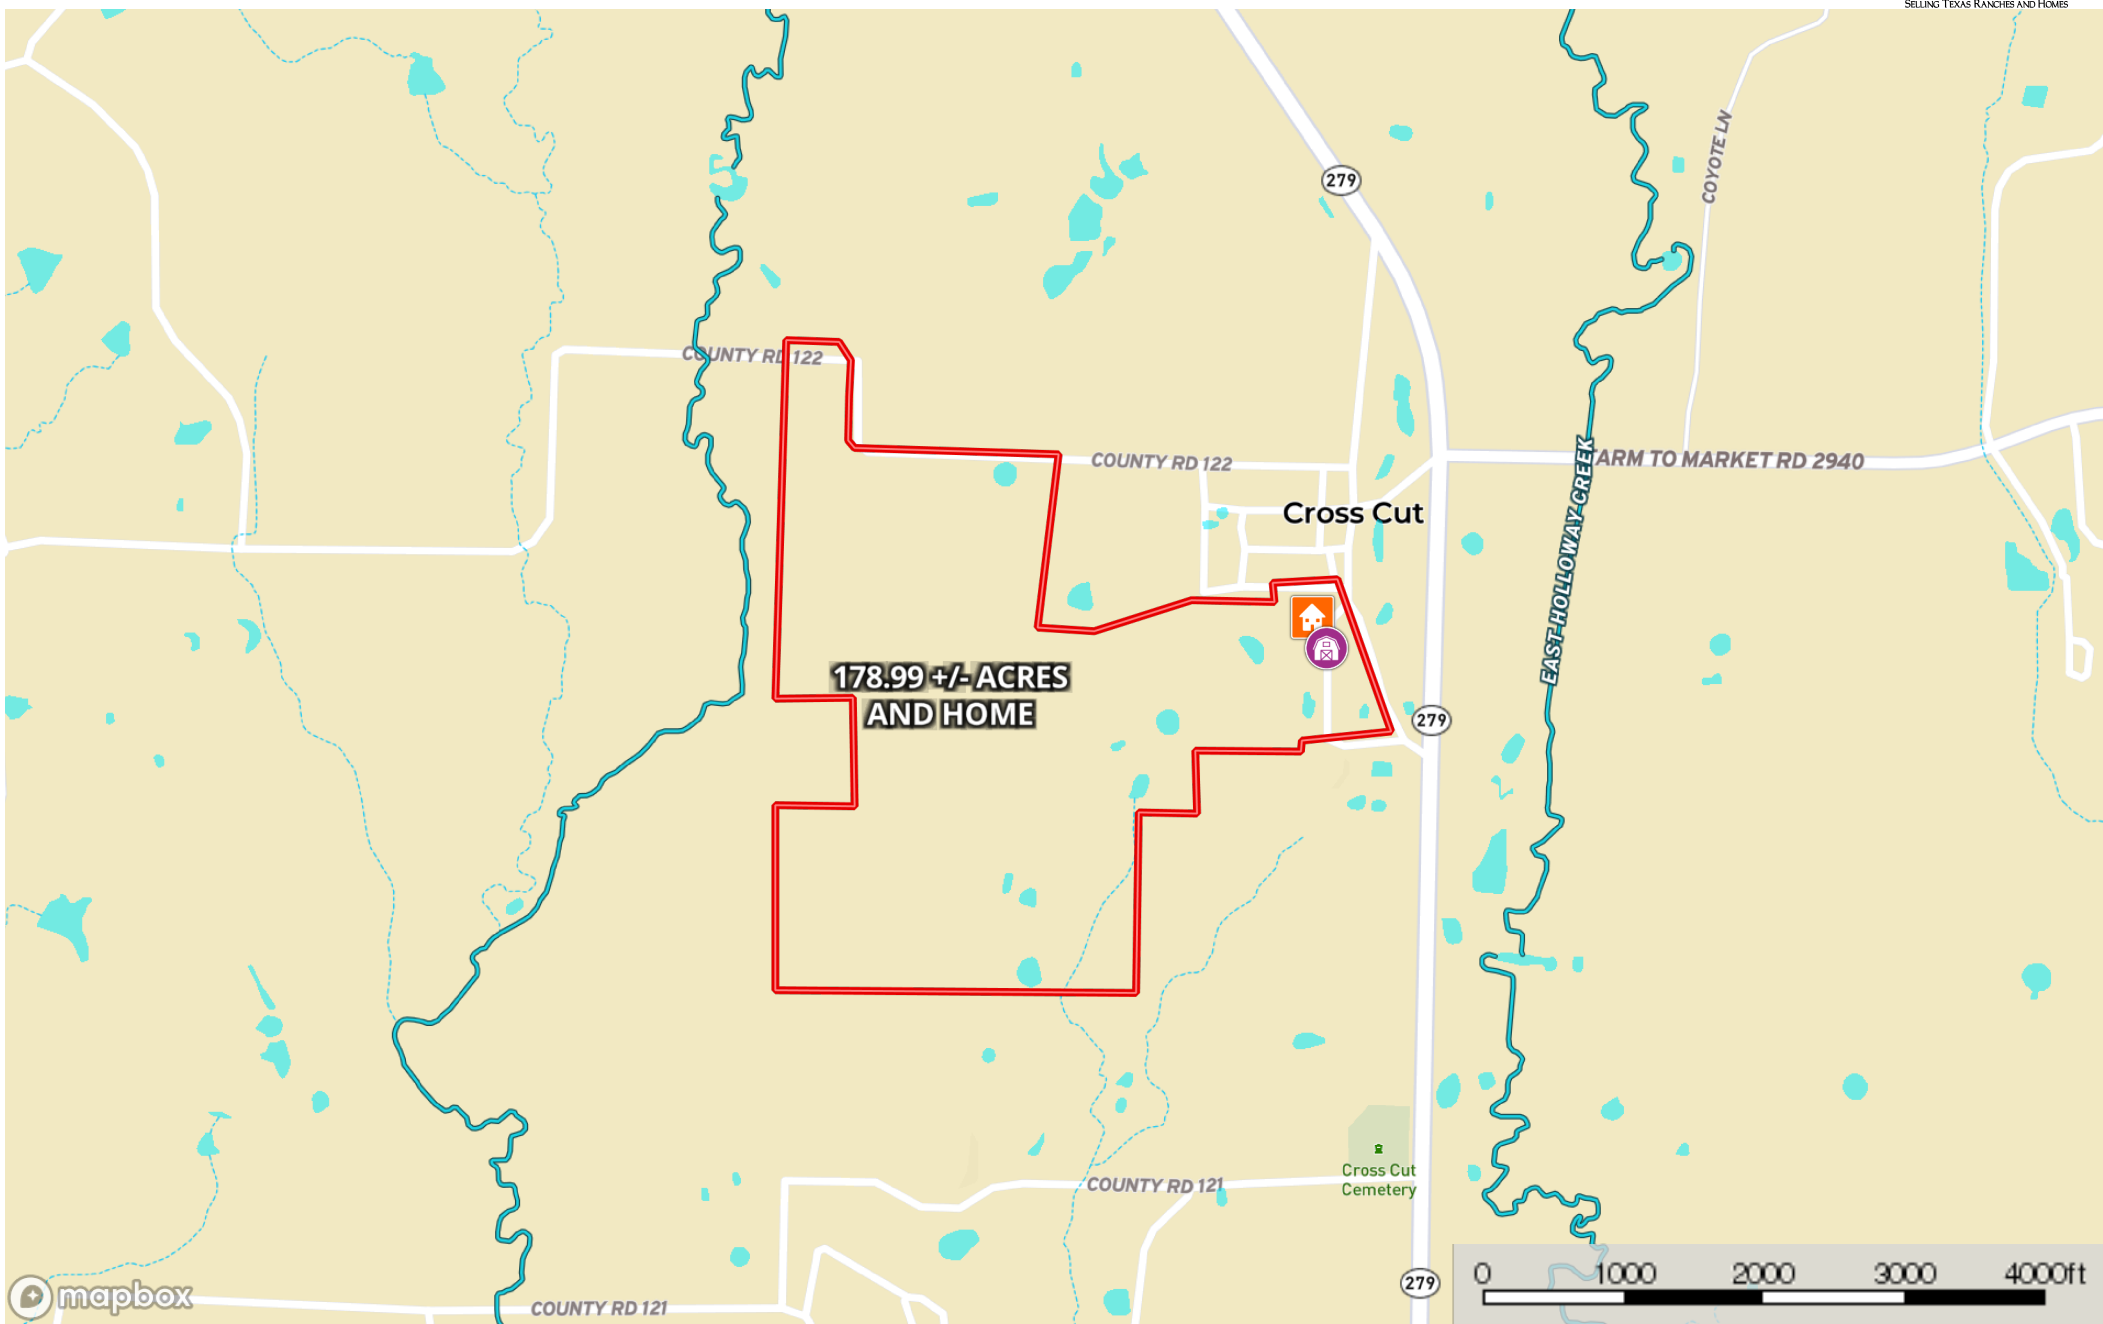 SELLING TEXAS RANCHES AND HOMES
279
COYOTE LN
COUNTY RD 122
COUNTY RD 122
FARM TO MARKET RD 2940
Cross Cut
EAST HOLLOWAY CREEK
178.99 +/- ACRES
AND HOME
279
Cross Cut
Cemetery
COUNTY RD 121
279
0 1000 2000 3000 4000ft
mapbox
COUNTY RD 121